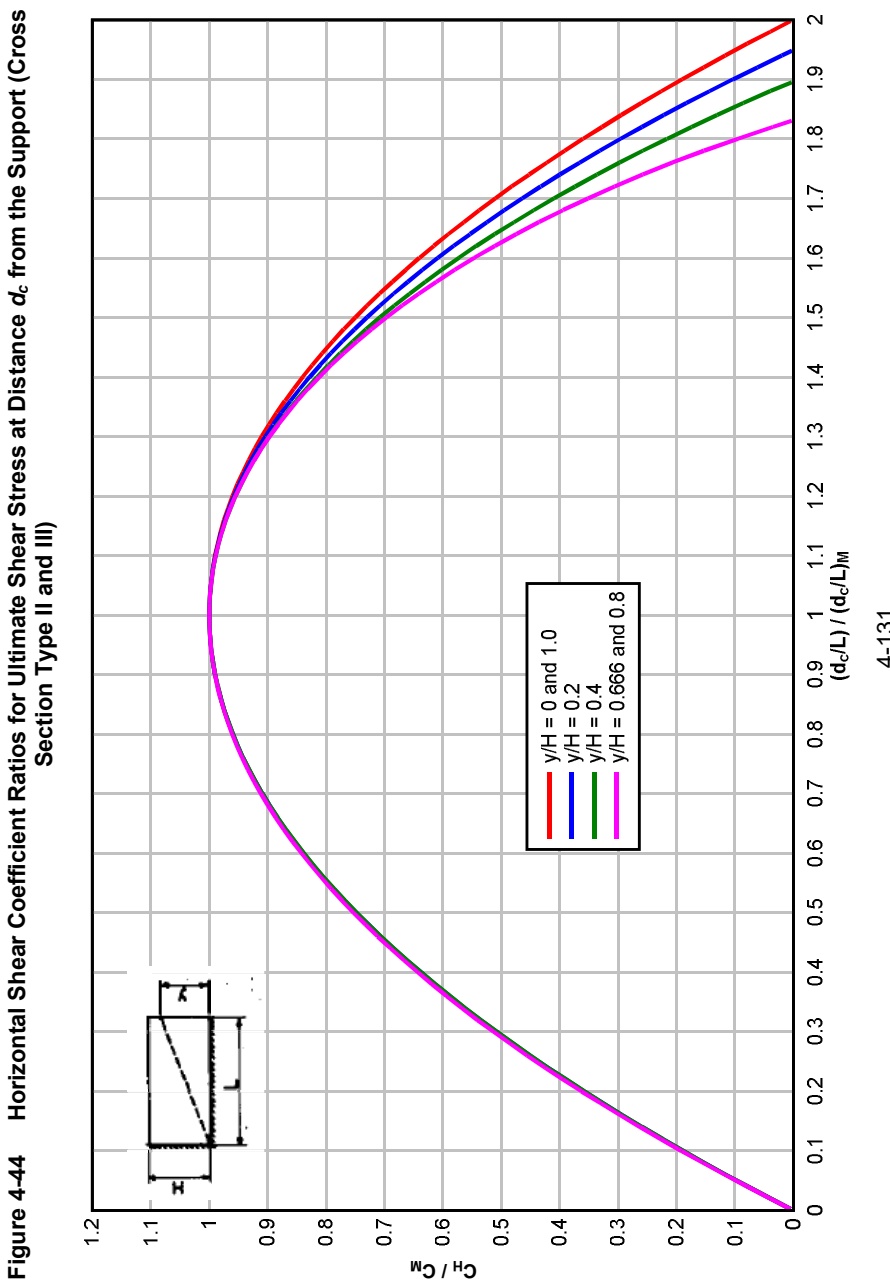 Figure 4-44 Horizontal Shear Coefficient Ratios for Ultimate Shear Stress at Distance dc from the Support (Cross
Section Type II and III)
H
L
y
CH / CM
1.2
1.1
1
0.9
0.8
0.7
0.6
0.5
0.4
0.3
0.2
0.1
0
y/H = 0 and 1.0
y/H = 0.2
y/H = 0.4
y/H = 0.666 and 0.8
0 0.1 0.2 0.3 0.4 0.5 0.6 0.7 0.8 0.9 1 1.1 1.2 1.3 1.4 1.5 1.6 1.7 1.8 1.9 2
(dc/L) / (dc/L)M
4-131